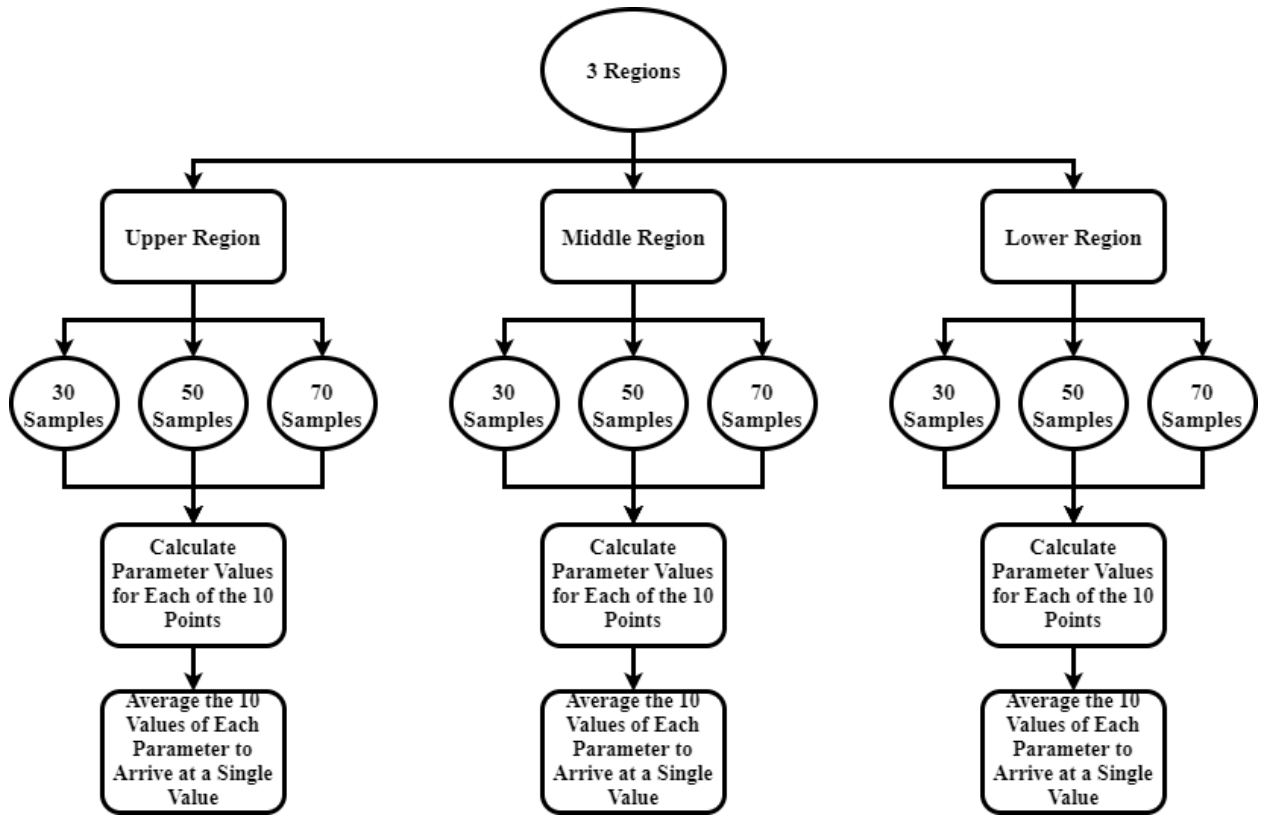 3 Regions
Upper Region
Middle Region
Lower Region
30
Samples
50
Samples
70
Samples
30
Samples
50
Samples
70
Samples
30
Samples
50
Samples
70
Samples
Calculate
Parameter Values
for Each of the 10
Points
Calculate
Parameter Values
for Each of the 10
Points
Calculate
Parameter Values
for Each of the 10
Points
Average the 10
Values of Each
Parameter to
Arrive at a Single
Value
Average the 10
Values of Each
Parameter to
Arrive at a Single
Value
Average the 10
Values of Each
Parameter to
Arrive at a Single
Value